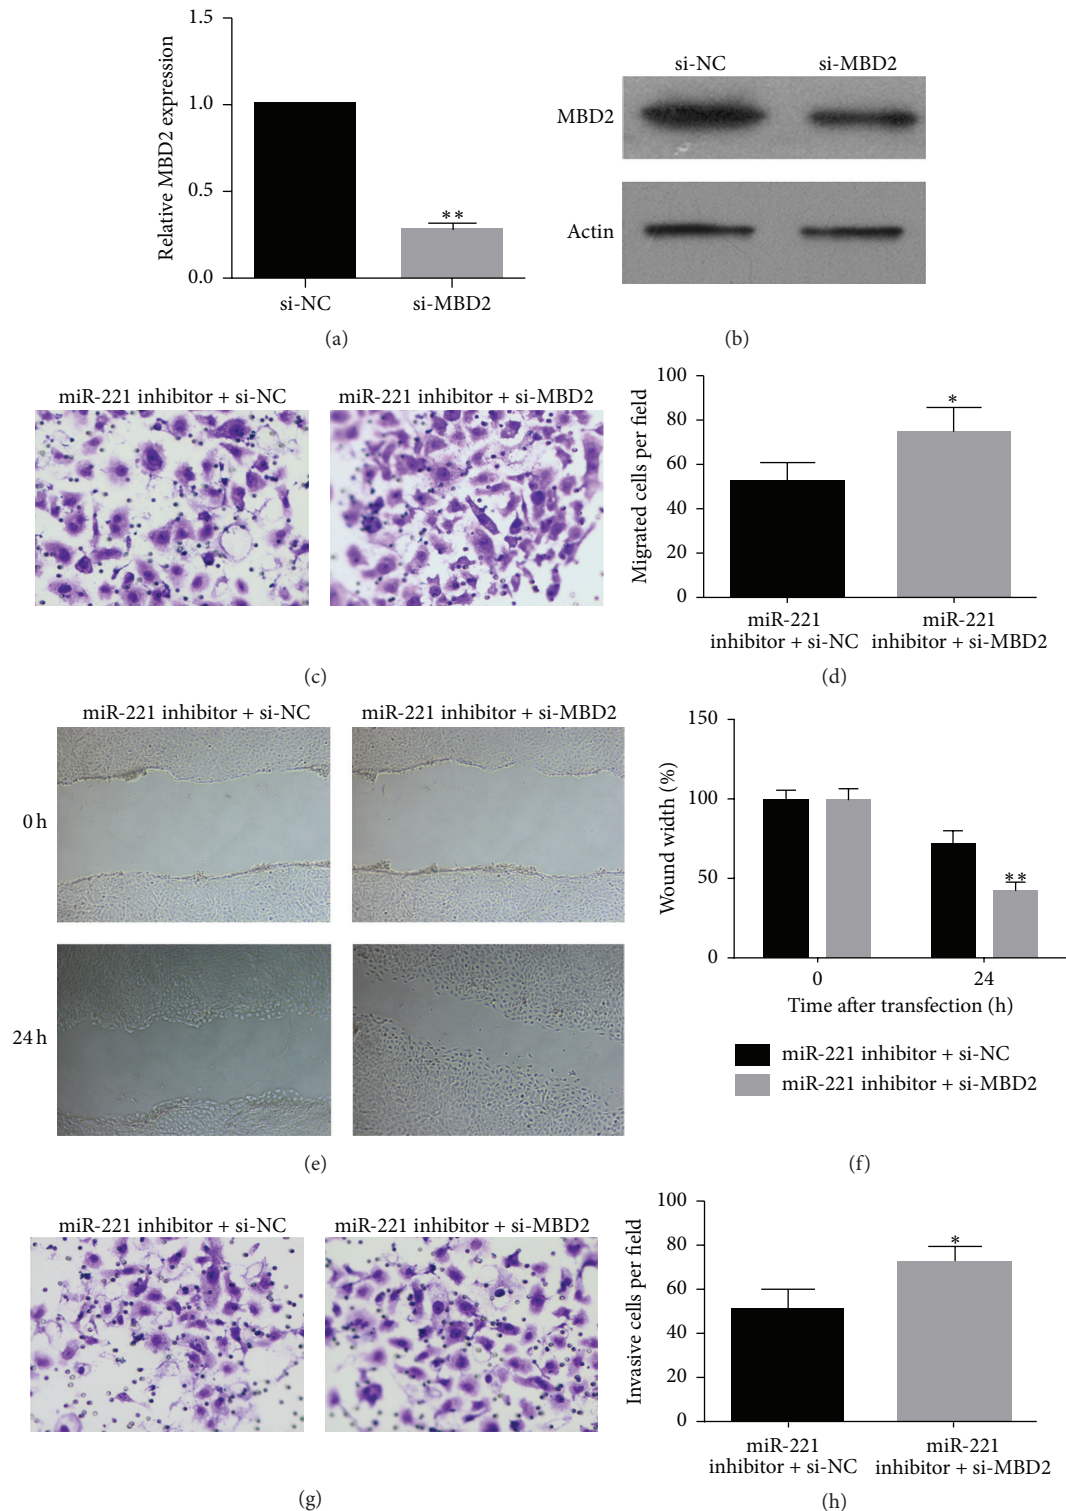 1.5
1.0
0.5
0.0
Relative MBD2 expression
**
si-NC
si-MBD2
(a)
si-NC
si-MBD2
MBD2
Actin
(b)
miR-221 inhibitor + si-NC
miR-221 inhibitor + si-MBD2
(c)
100
80
60
40
20
0
Migrated cells per field
*
miR-221
inhibitor + si-NC
miR-221
inhibitor + si-MBD2
(d)
miR-221 inhibitor + si-NC
miR-221 inhibitor + si-MBD2
0 h
24 h
(e)
150
100
50
0
Wound width (%)
**
0
24
Time after transfection (h)
miR-221 inhibitor + si-NC
miR-221 inhibitor + si-MBD2
(f)
miR-221 inhibitor + si-NC
miR-221 inhibitor + si-MBD2
(g)
100
80
60
40
20
0
Invasive cells per field
*
miR-221
inhibitor + si-NC
miR-221
inhibitor + si-MBD2
(h)